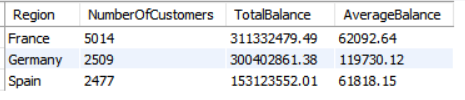 Region NumberOfCustomers TotalBalance AverageBalance
France 5014 311332479.49 62092.64
Germany 2509 300402861.38 119730.12
Spain 2477 153123552.01 61818.15